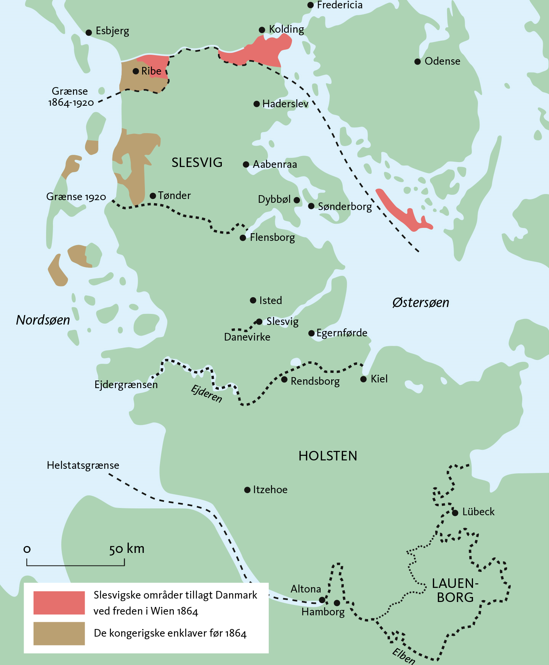 Fredericia
Esbjerg
Kolding
Odense
Ribe
Grænse
1864-1920
Haderslev
SLESVIG
Aabenraa
Grænse 1920
Tønder
Dybbøl
Sønderborg
Flensborg
Isted
Østersøen
Nordsøen
Slesvig
Danevirke
Egernførde
Ejdergrænsen
Ejderen
Rendsborg
Kiel
HOLSTEN
Helstatsgrænse
Itzehoe
Lübeck
0 50 km
LAUEN-
BORG
Altona
Hamborg
Elben
Slesvigske områder tillagt Danmark
ved freden i Wien 1864
De kongerigske enklaver før 1864